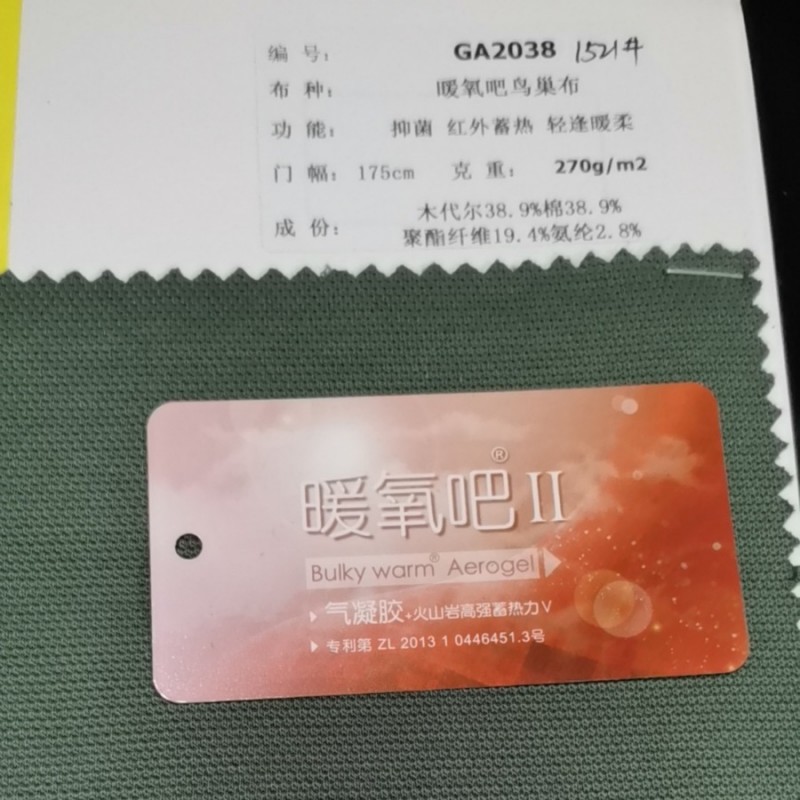 编 号： GA2038 1521#
布 种： 暖氧吧鸟巢布
功 能： 抑菌 红外蓄热 轻逢暖柔
门 幅： 175cm 克 重： 270g/m2
成 份： 木代尔38.9%棉38.9%
聚酯纤维19.4%氨纶2.8%
暖氧吧®II
Bulky warm® Aerogel
气凝胶+火山岩高强蓄热力V
专利第 ZL 2013 1 0446451.3号